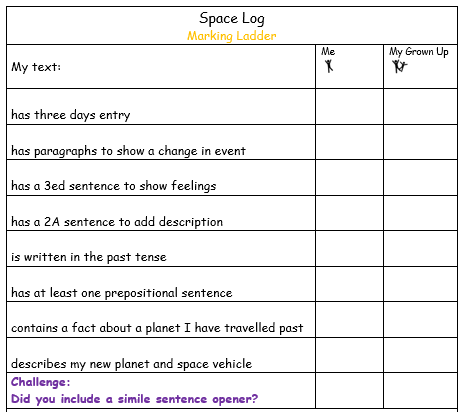 Space Log
Marking Ladder
My text:
Me
My Grown Up
has three days entry
has paragraphs to show a change in event
has a 3ed sentence to show feelings
has a 2A sentence to add description
is written in the past tense
has at least one prepositional sentence
contains a fact about a planet I have travelled past
describes my new planet and space vehicle
Challenge:
Did you include a simile sentence opener?